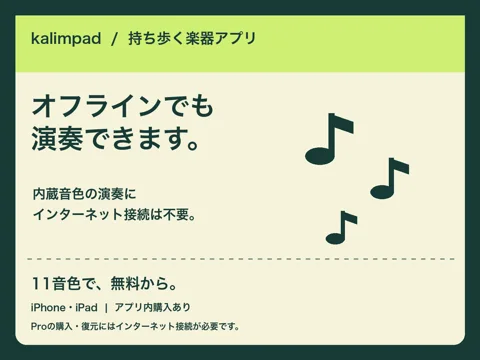 kalimpad / 持ち歩く楽器アプリ
オフラインでも
演奏できます。
内蔵音色の演奏に
インターネット接続は不要。
11音色で、無料から。
iPhone・iPad | アプリ内購入あり
Proの購入・復元にはインターネット接続が必要です。